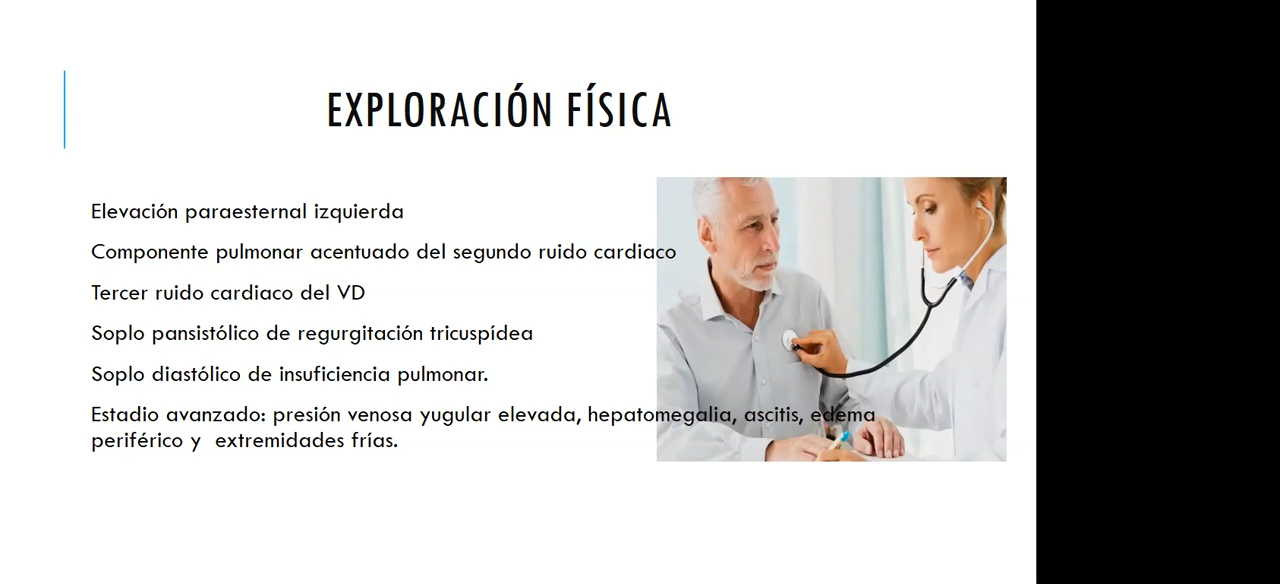 EXPLORACIÓN FÍSICA
Elevación paraesternal izquierda
Componente pulmonar acentuado del segundo ruido cardiaco
Tercer ruido cardiaco del VD
Soplo pansistólico de regurgitación tricuspídea
Soplo diastólico de insuficiencia pulmonar.
Estadio avanzado: presión venosa yugular elevada, hepatomegalia, ascitis, edema
periférico y  extremidades frías.